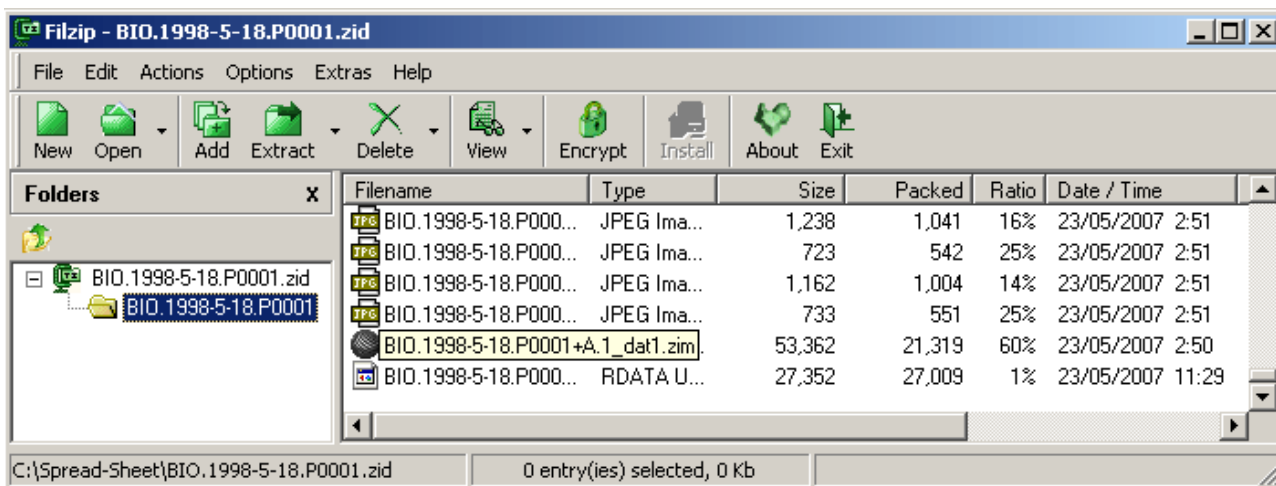 Filzip - BIO.1998-5-18.P0001.zid
File Edit Actions Options Extras Help
New Open Add Extract Delete View Encrypt Install About Exit
Folders x Filename Type Size Packed Ratio Date / Time
BIO.1998-5-18.P000... JPEG Ima... 1,238 1,041 16% 23/05/2007 2:51
BIO.1998-5-18.P000... JPEG Ima... 723 542 25% 23/05/2007 2:51
BIO.1998-5-18.P0001.zid BIO.1998-5-18.P000... JPEG Ima... 1,162 1,004 14% 23/05/2007 2:51
BIO.1998-5-18.P0001 BIO.1998-5-18.P000... JPEG Ima... 733 551 25% 23/05/2007 2:51
BIO.1998-5-18.P0001+A.1_dat1.zim . 53,362 21,319 60% 23/05/2007 2:50
BIO.1998-5-18.P000... RDATA U... 27,352 27,009 1% 23/05/2007 11:29
C:\Spread-Sheet\BIO.1998-5-18.P0001.zid 0 entry(ies) selected, 0 Kb